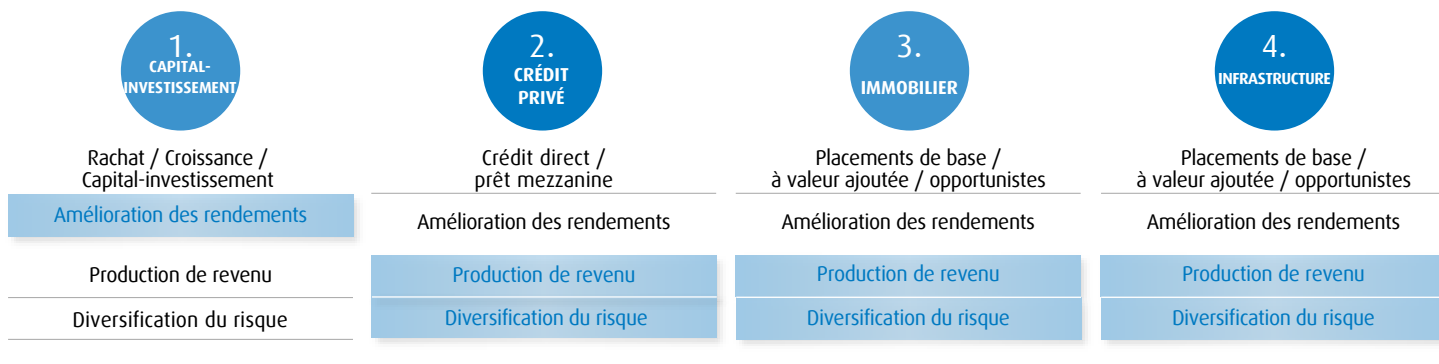 1.
CAPITAL-
INVESTISSEMENT
Rachat / Croissance /
Capital-investissement
Amélioration des rendements
Production de revenu
Diversification du risque
2.
CRÉDIT
PRIVÉ
Crédit direct /
prêt mezzanine
Amélioration des rendements
Production de revenu
Diversification du risque
3.
IMMOBILIER
Placements de base /
à valeur ajoutée / opportunistes
Amélioration des rendements
Production de revenu
Diversification du risque
4.
INFRASTRUCTURE
Placements de base /
à valeur ajoutée / opportunistes
Amélioration des rendements
Production de revenu
Diversification du risque